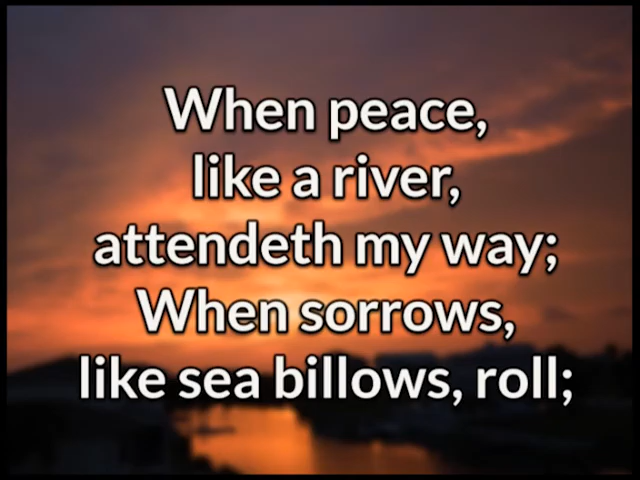 When peace,
like a river,
attendeth my way;
When sorrows,
like sea billows, roll;